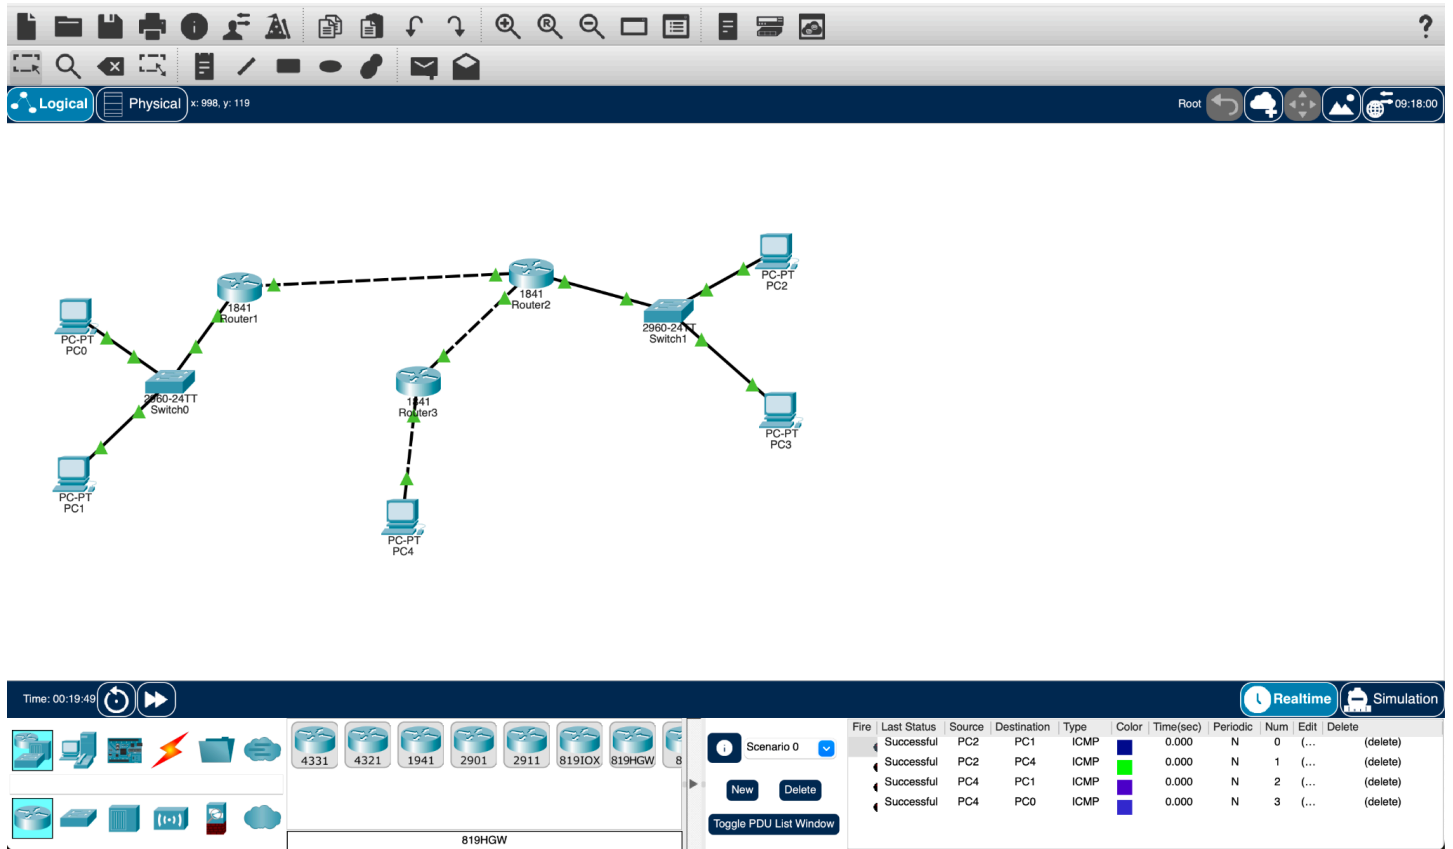 ?
R
Logical Physical x: 998, y: 119 Root 09:18:00
PC-PT
PC2
1841
Router2
1841
Router1
2960-24TT
Switch1
PC-PT
PC0
2960-24TT
Switch0
1841
Router3
PC-PT
PC3
PC-PT
PC1
PC-PT
PC4
Time: 00:19:49 Realtime Simulation
4331 4321 1941 2901 2911 819IOX 819HGW 8
819HGW
Scenario 0
New Delete
Toggle PDU List Window
Fire Last Status Source Destination Type Color Time(sec) Periodic Num Edit Delete
Successful PC2 PC1 ICMP 0.000 N 0 (... (delete)
Successful PC2 PC4 ICMP 0.000 N 1 (... (delete)
Successful PC4 PC1 ICMP 0.000 N 2 (... (delete)
Successful PC4 PC0 ICMP 0.000 N 3 (... (delete)